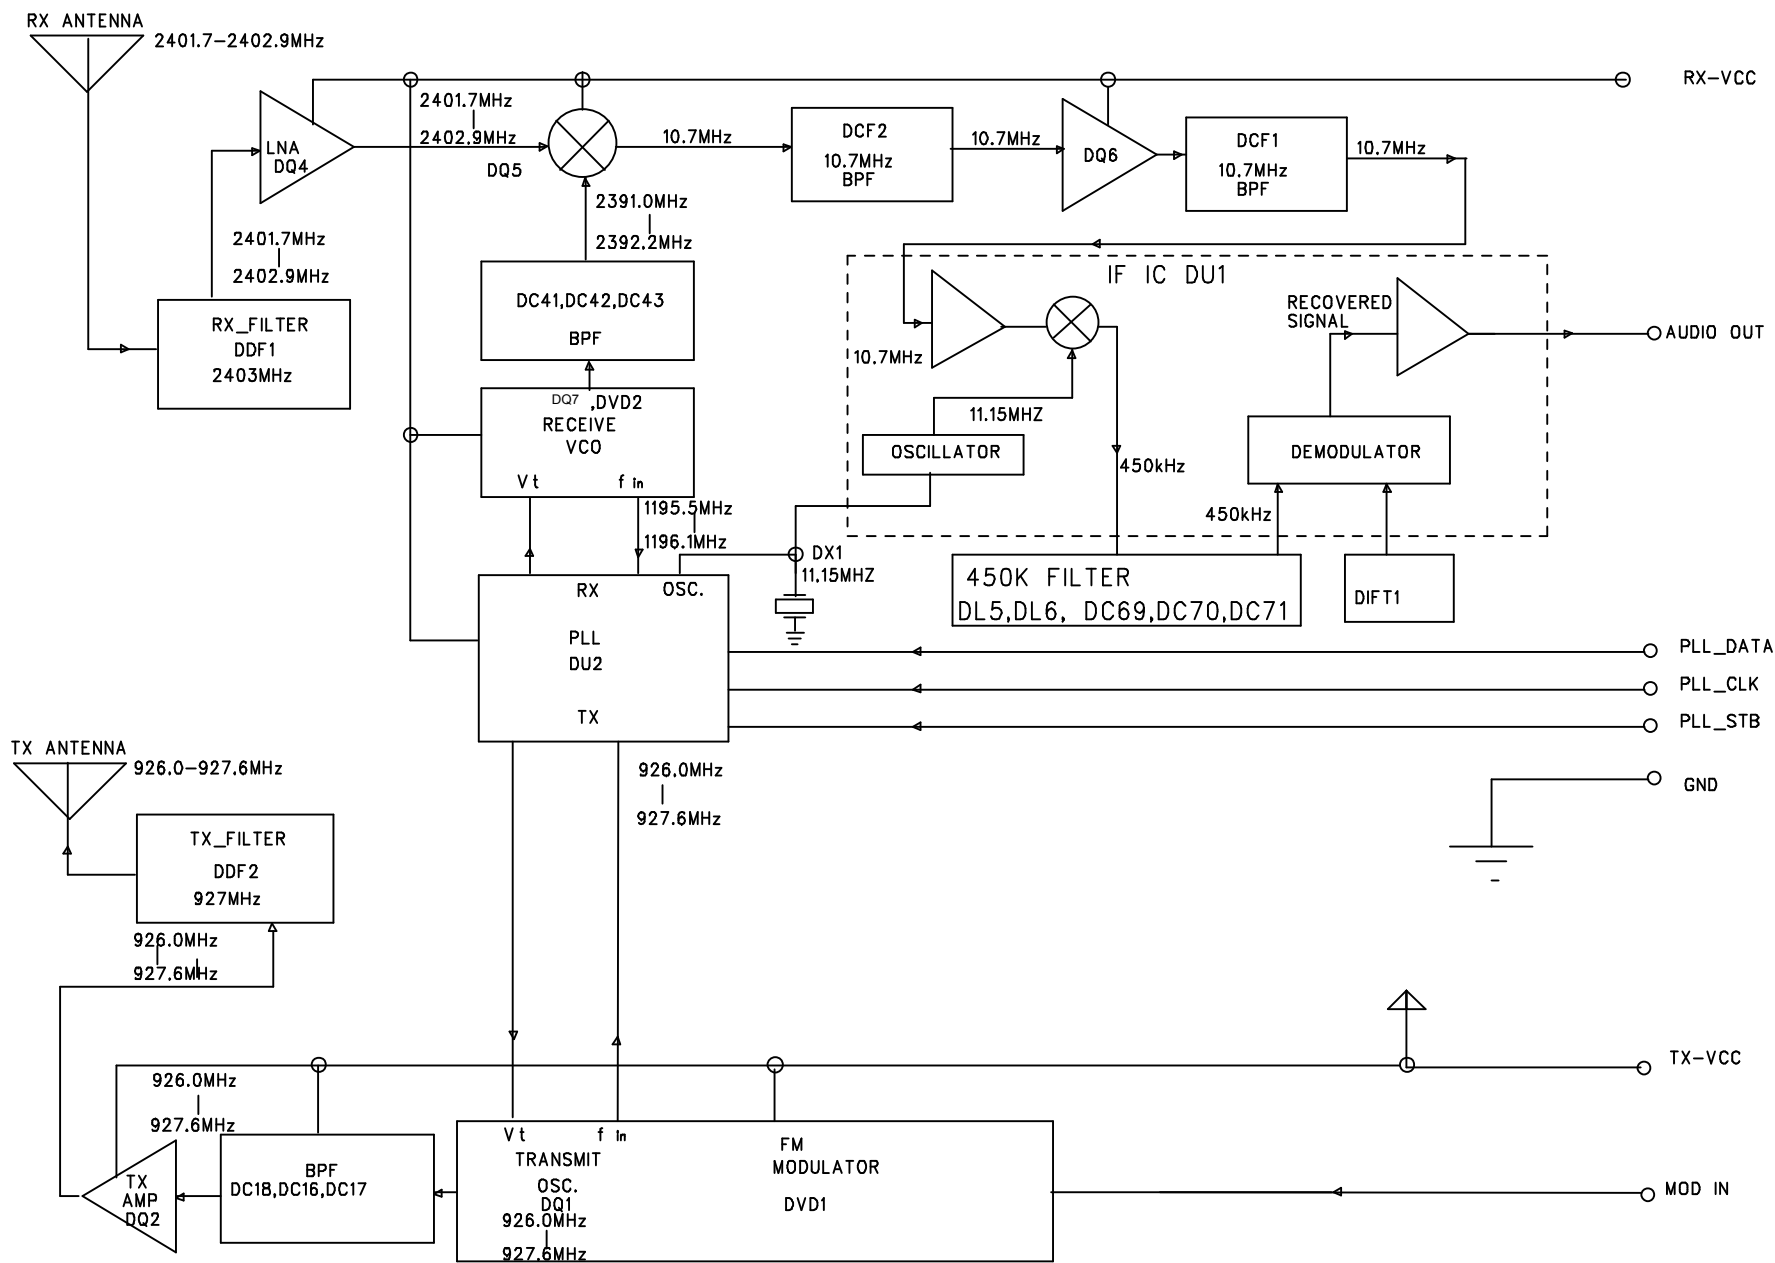 RX ANTENNA
2401.7-2402.9MHz
RX-VCC
2401.7MHz
2402.9MHz
LNA
DQ4
DQ5
10.7MHz
DCF2
10.7MHz
BPF
10.7MHz
DQ6
DCF1
10.7MHz
BPF
10.7MHz
2391.0MHz
2392.2MHz
2401.7MHz
2402.9MHz
RX_FILTER
DDF1
2403MHz
DC41,DC42,DC43
BPF
DQ7 ,DVD2
RECEIVE
VCO
Vt f in
1195.5MHz
1196.1MHz
IF IC DU1
10.7MHz
11.15MHZ
OSCILLATOR
450kHz
RECOVERED
SIGNAL
AUDIO OUT
DEMODULATOR
450kHz
DX1
11.15MHZ
450K FILTER
DL5,DL6, DC69,DC70,DC71
DIFT1
RX OSC.
PLL
DU2
TX
PLL_DATA
PLL_CLK
PLL_STB
GND
TX ANTENNA
926.0-927.6MHz
926.0MHz
927.6MHz
TX_FILTER
DDF2
927MHz
926.0MHz
927.6MHz
TX-VCC
926.0MHz
927.6MHz
TX
AMP
DQ2
BPF
DC18,DC16,DC17
Vt f in
TRANSMIT
OSC.
DQ1
926.0MHz
927.6MHz
FM
MODULATOR
DVD1
MOD IN